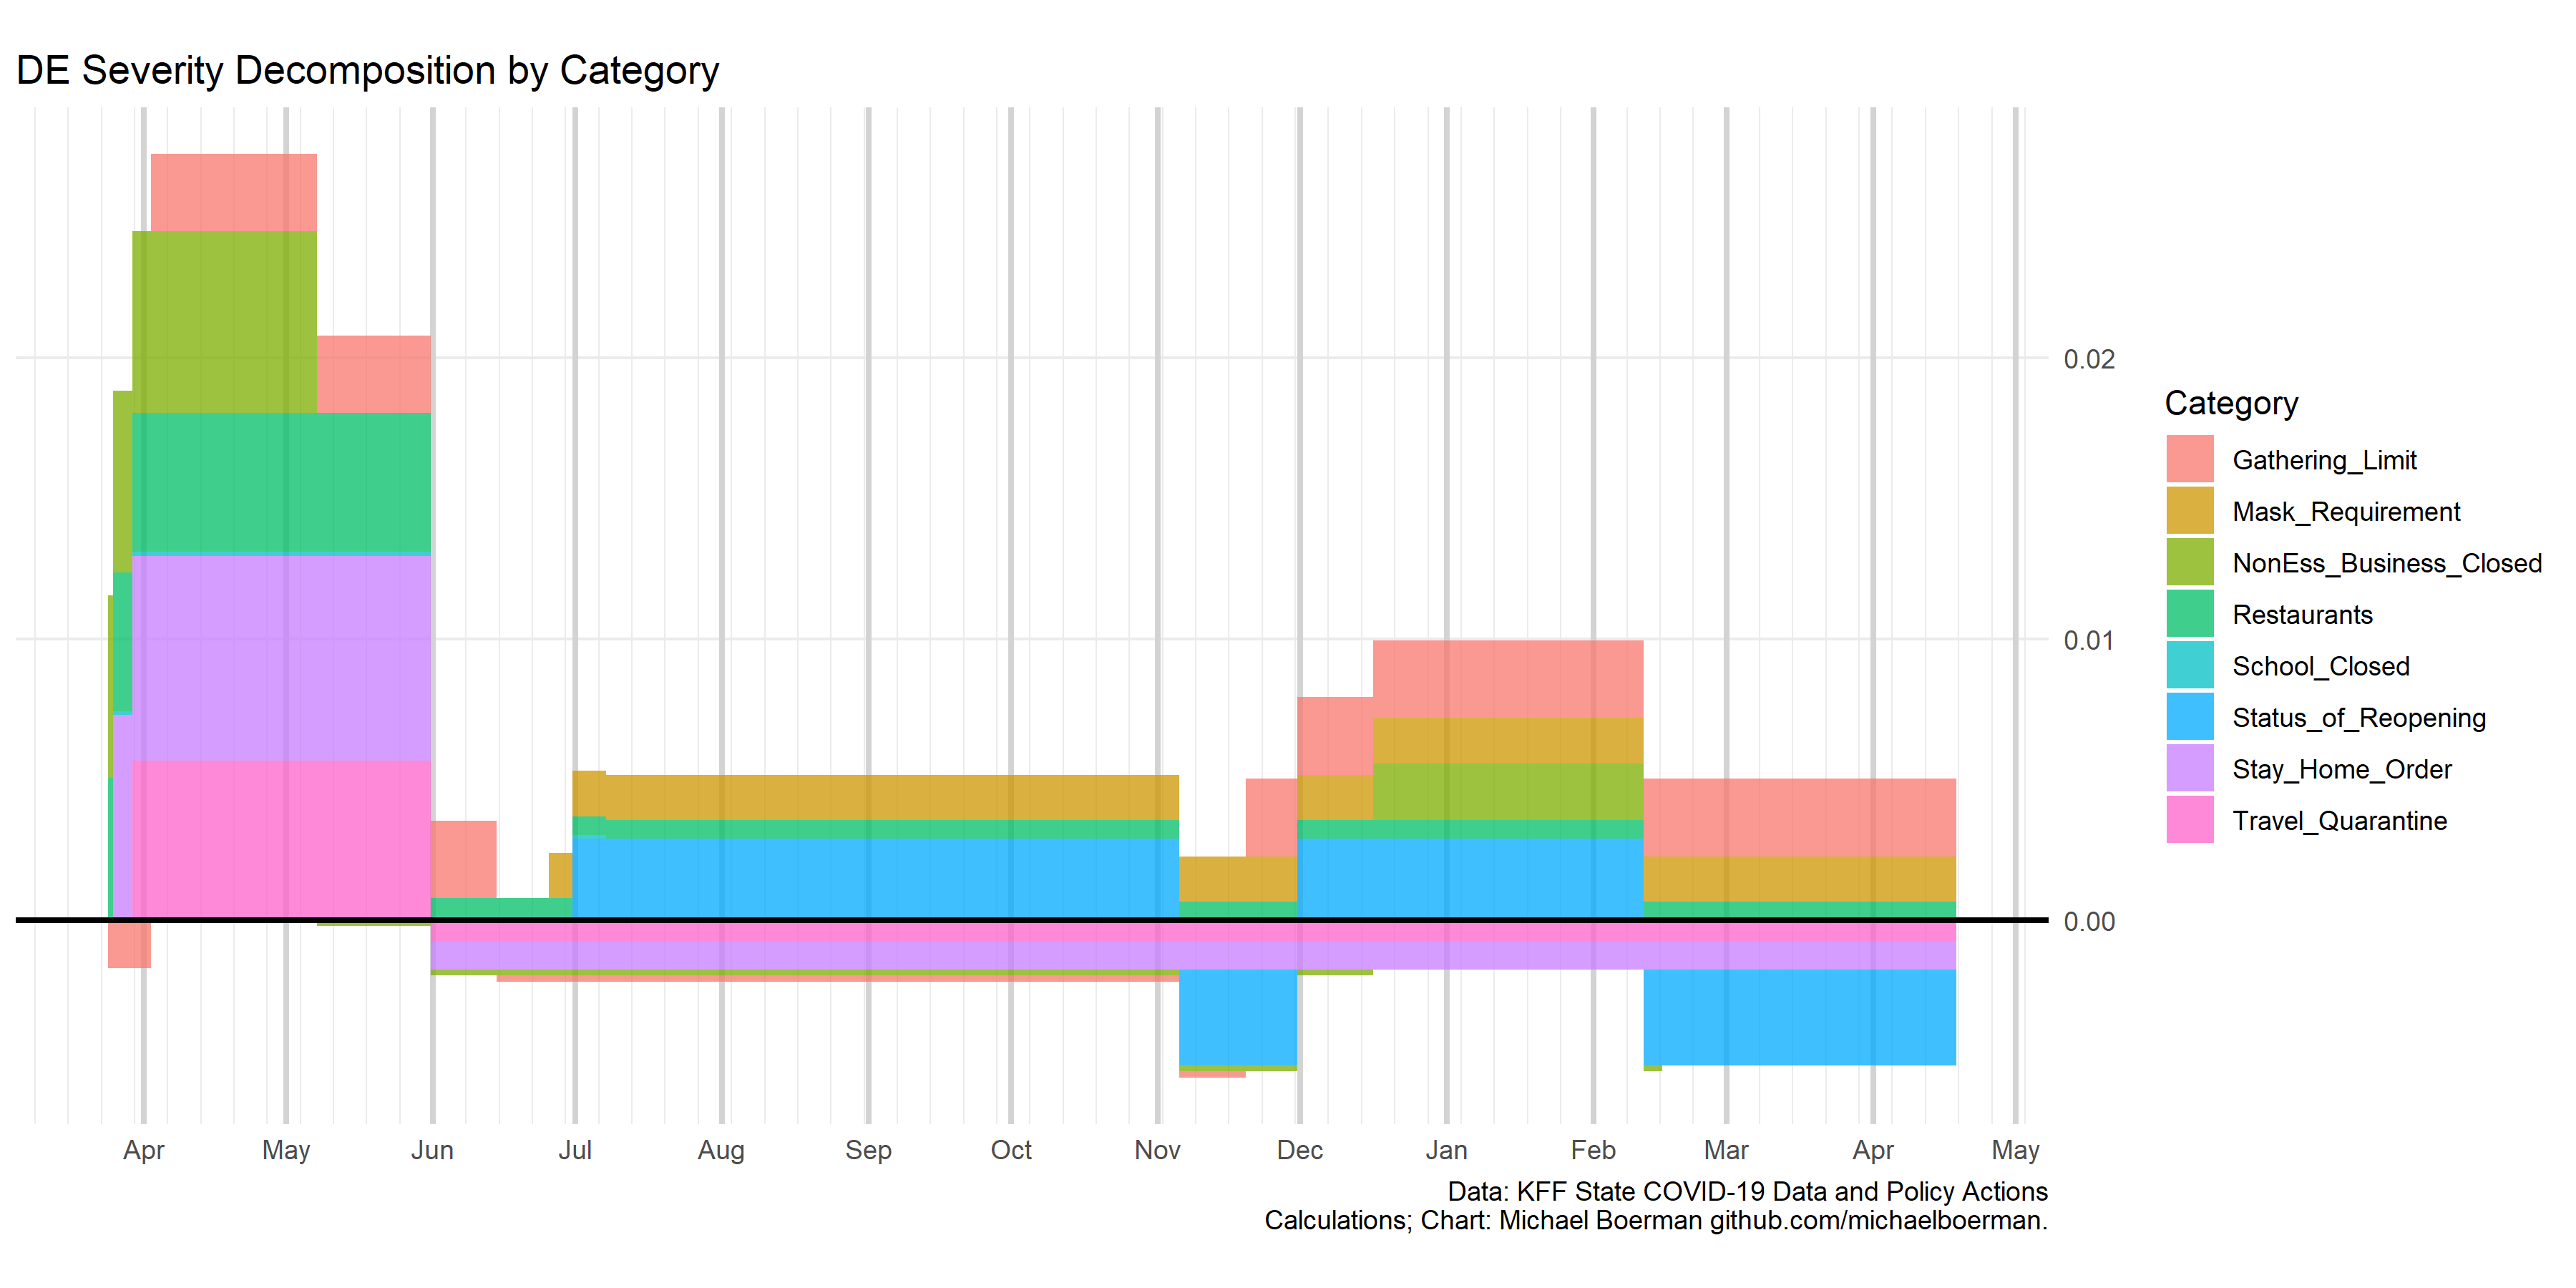 DE Severity Decomposition by Category
0.02
0.01
0.00
Category
Gathering_Limit
Mask_Requirement
NonEss_Business_Closed
Restaurants
School_Closed
Status_of_Reopening
Stay_Home_Order
Travel_Quarantine
Apr May Jun Jul Aug Sep Oct Nov Dec Jan Feb Mar Apr May
Data: KFF State COVID-19 Data and Policy Actions
Calculations; Chart: Michael Boerman github.com/michaelboerman.